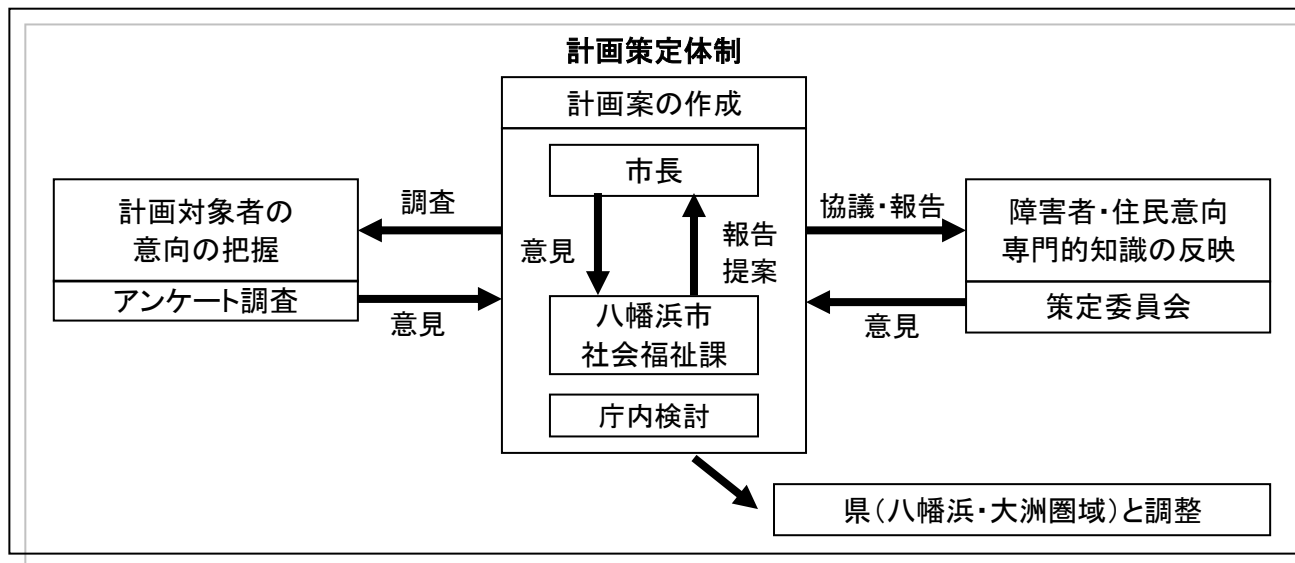 計画策定体制
計画案の作成
市長
意見
報告
提案
八幡浜市
社会福祉課
庁内検討
計画対象者の
意向の把握
アンケート調査
調査
意見
協議・報告
意見
障害者・住民意向
専門的知識の反映
策定委員会
県(八幡浜・大洲圏域)と調整